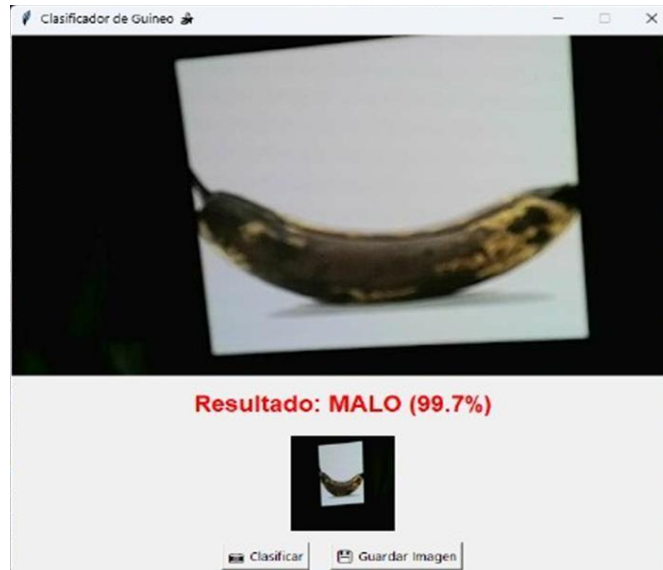 Clasificador de Guineo
Resultado: MALO (99.7%)
Clasificar
Guardar Imagen